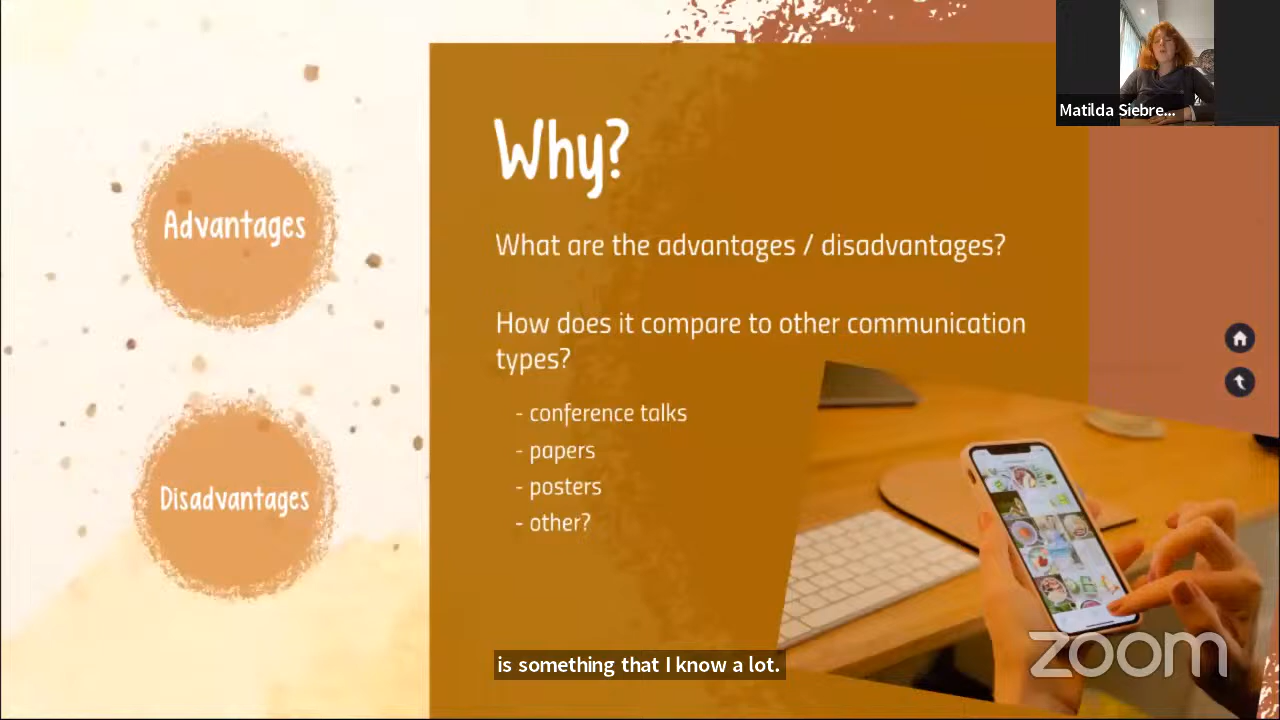 Matilda Siebre...
Why?
Advantages
What are the advantages / disadvantages?
How does it compare to other communication
types?
- conference talks
- papers
- posters
- other?
Disadvantages
is something that I know a lot.
zoom